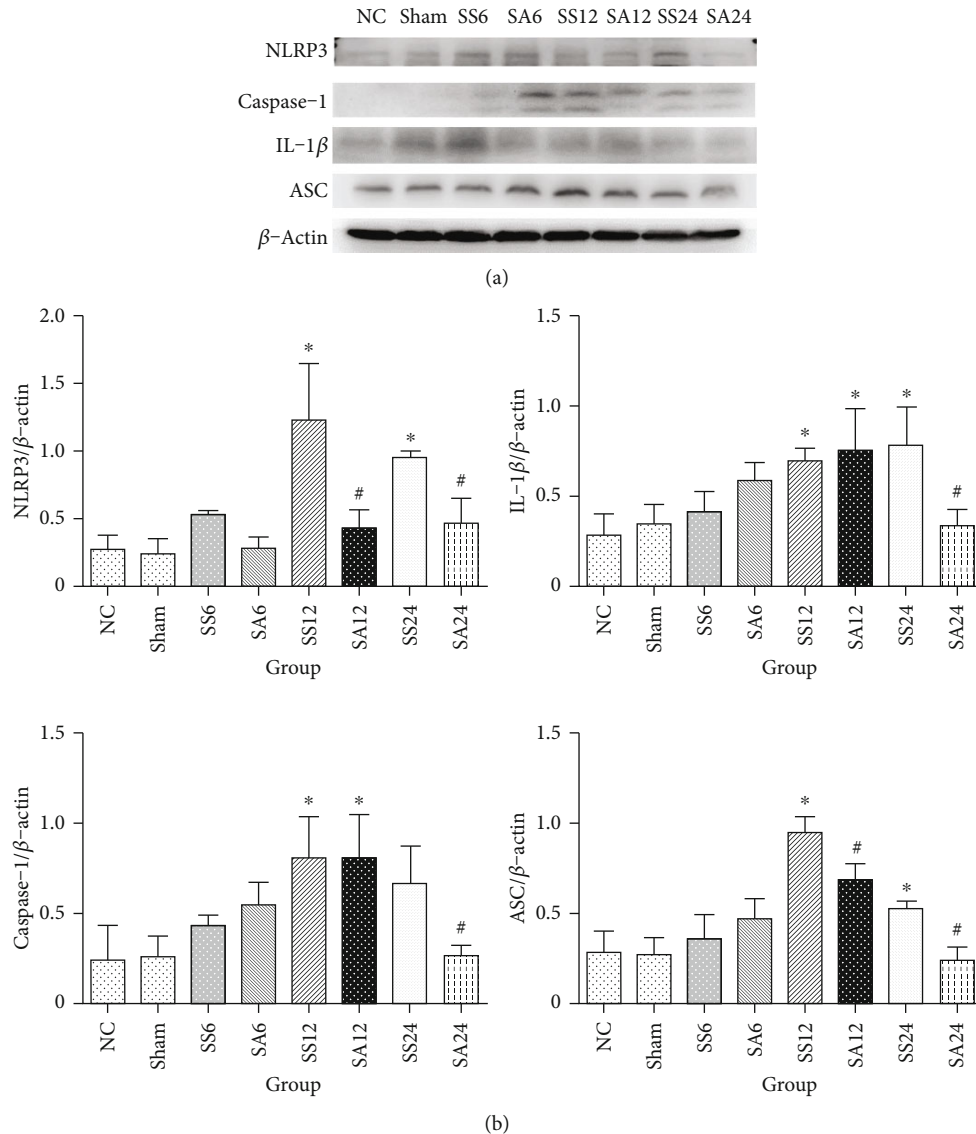 NC Sham SS6 SA6 SS12 SA12 SS24 SA24
NLRP3
Caspase-1
IL-1β
ASC
β-Actin
(a)
2.0
1.5
1.0
0.5
0
NLRP3/β-actin
*
#
*
#
NC
Sham
SS6
SA6
SS12
SA12
SS24
SA24
Group
1.5
1.0
0.5
0
IL-1β/β-actin
*
*
*
#
NC
Sham
SS6
SA6
SS12
SA12
SS24
SA24
Group
1.5
1.0
0.5
0
Caspase-1/β-actin
*
*
#
NC
Sham
SS6
SA6
SS12
SA12
SS24
SA24
Group
1.5
1.0
0.5
0
ASC/β-actin
*
#
*
#
NC
Sham
SS6
SA6
SS12
SA12
SS24
SA24
Group
(b)